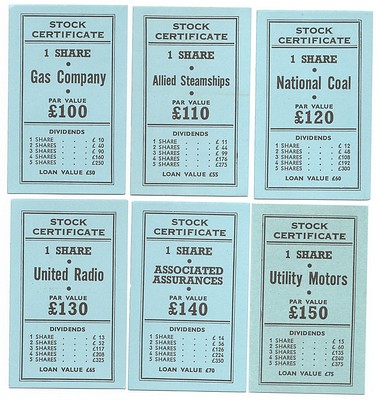 STOCK
CERTIFICATE
1 SHARE
Gas Company
PAR VALUE
£100
DIVIDENDS
1 SHARE . . . £ 10
2 SHARES . . . £ 40
3 SHARES . . . £ 90
4 SHARES . . . £160
5 SHARES . . . £250
LOAN VALUE £50
STOCK
CERTIFICATE
1 SHARE
Allied Steamships
PAR VALUE
£110
DIVIDENDS
1 SHARE . . . £ 11
2 SHARES . . . £ 44
3 SHARES . . . £ 99
4 SHARES . . . £176
5 SHARES . . . £275
LOAN VALUE £55
STOCK
CERTIFICATE
1 SHARE
National Coal
PAR VALUE
£120
DIVIDENDS
1 SHARE . . . £ 12
2 SHARES . . . £ 48
3 SHARES . . . £108
4 SHARES . . . £192
5 SHARES . . . £300
LOAN VALUE £60
STOCK
CERTIFICATE
1 SHARE
United Radio
PAR VALUE
£130
DIVIDENDS
1 SHARE . . . £ 13
2 SHARES . . . £ 52
3 SHARES . . . £117
4 SHARES . . . £208
5 SHARES . . . £325
LOAN VALUE £65
STOCK
CERTIFICATE
1 SHARE
ASSOCIATED
ASSURANCES
PAR VALUE
£140
DIVIDENDS
1 SHARE . . . £ 14
2 SHARES . . . £ 56
3 SHARES . . . £126
4 SHARES . . . £224
5 SHARES . . . £350
LOAN VALUE £70
STOCK
CERTIFICATE
1 SHARE
Utility Motors
PAR VALUE
£150
DIVIDENDS
1 SHARE . . . £ 15
2 SHARES . . . £ 60
3 SHARES . . . £135
4 SHARES . . . £240
5 SHARES . . . £375
LOAN VALUE £75